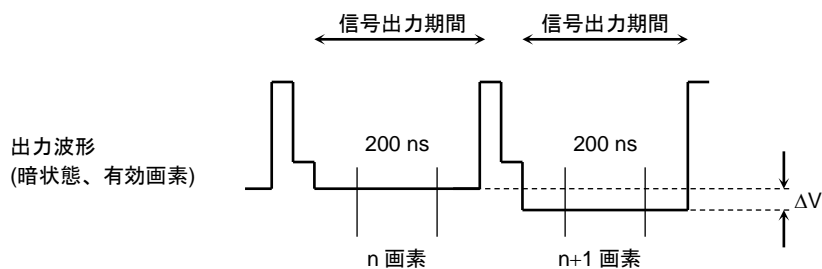 信号出力期間 信号出力期間
200 ns 200 ns
出力波形
(暗状態、有効画素)
ΔV
n 画素 n+1 画素